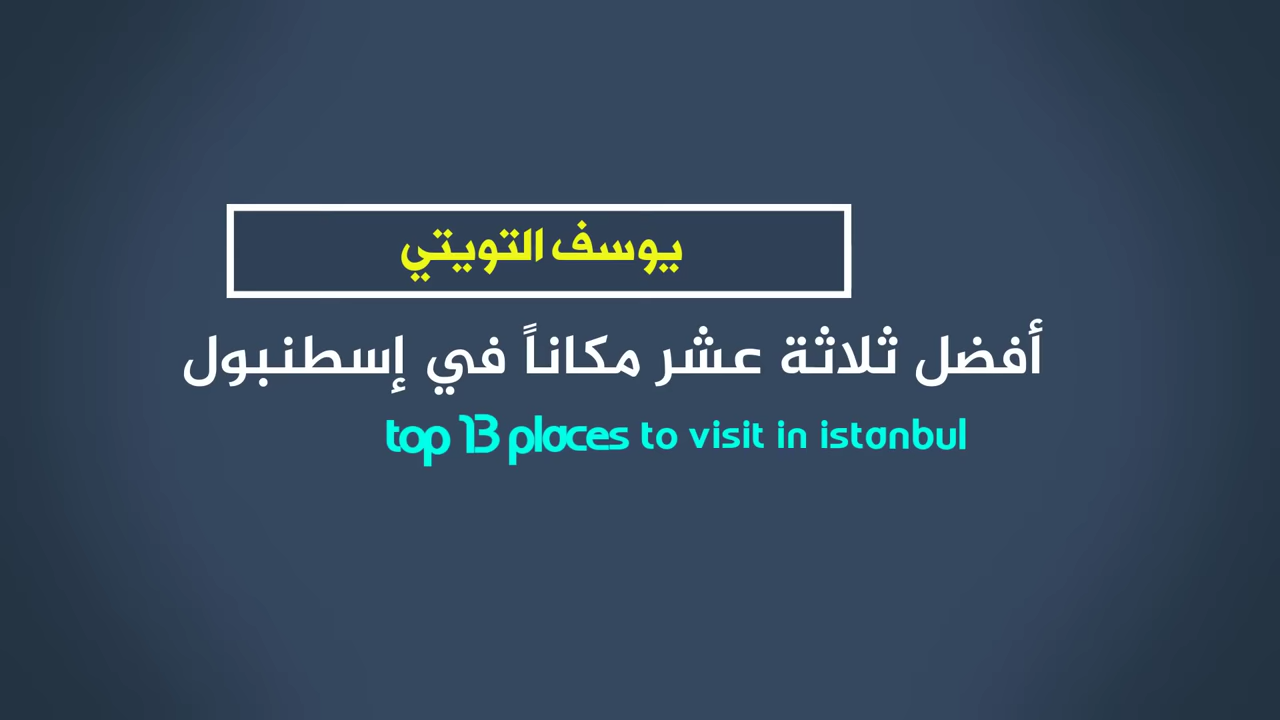 يوسف التويتي
أفضل ثلاثة عشر مكاناً في إسطنبول
top 13 places to visit in istanbul